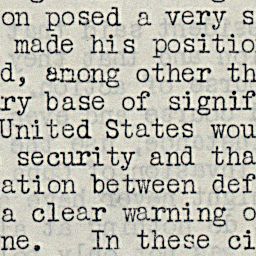 on posed a very s
made his positio
d, among other th
ry base of signif
United States wou
security and tha
ation between def
a clear warning o
ne. In these ci